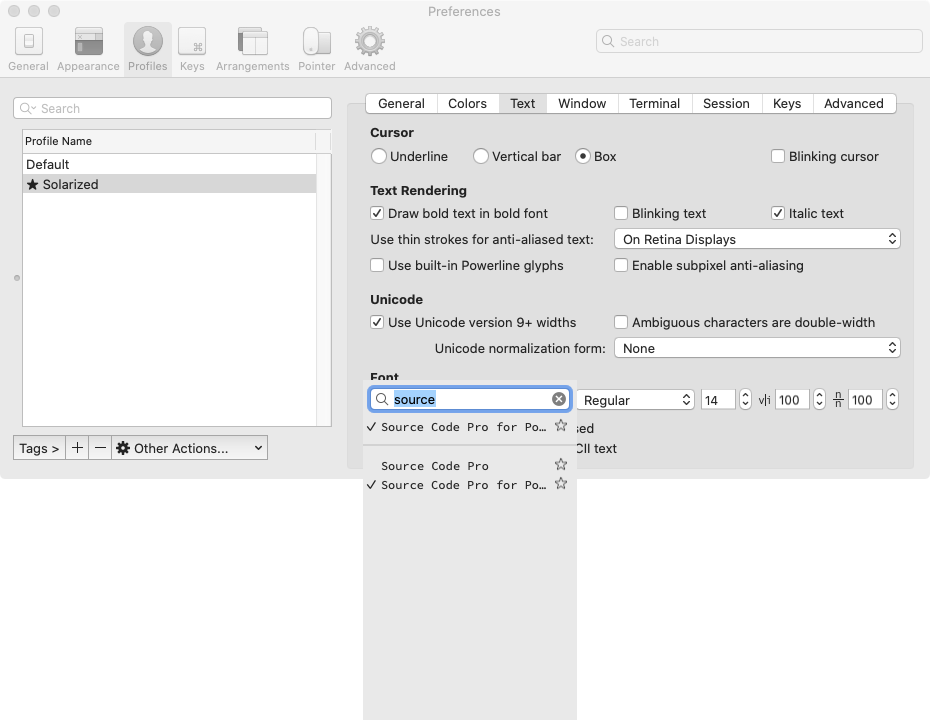 Preferences
General Appearance Profiles Keys Arrangements Pointer Advanced
Search
Search
Profile Name
Default
★ Solarized
Tags > + − Other Actions...
General Colors Text Window Terminal Session Keys Advanced
Cursor
Underline Vertical bar Box Blinking cursor
Text Rendering
Draw bold text in bold font Blinking text Italic text
Use thin strokes for anti-aliased text: On Retina Displays
Use built-in Powerline glyphs Enable subpixel anti-aliasing
Unicode
Use Unicode version 9+ widths Ambiguous characters are double-width
Unicode normalization form: None
Font
source Regular 14 v|i 100 n/n 100
Source Code Pro for Po… sed
CII text
Source Code Pro
Source Code Pro for Po…